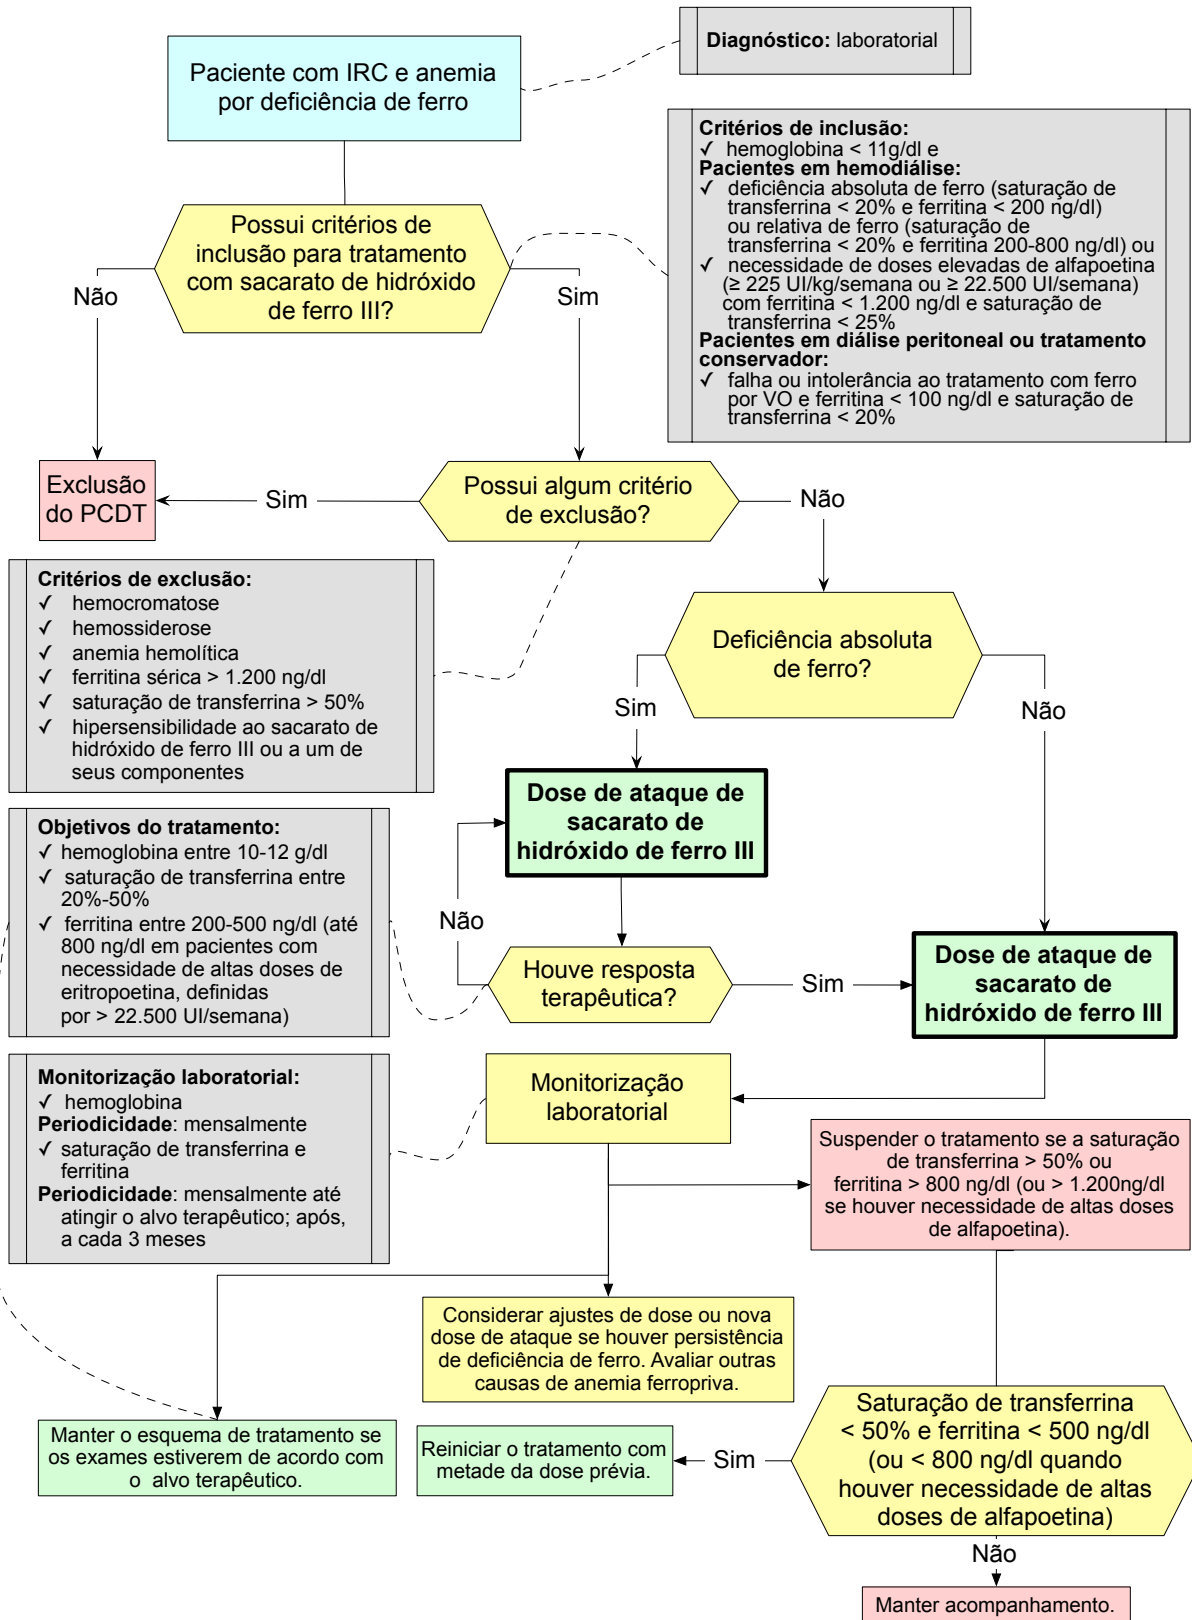 Diagnóstico: laboratorial
Paciente com IRC e anemia
por deficiência de ferro
Critérios de inclusão:
✓ hemoglobina < 11g/dl e
Pacientes em hemodiálise:
✓ deficiência absoluta de ferro (saturação de
transferrina < 20% e ferritina < 200 ng/dl)
ou relativa de ferro (saturação de
transferrina < 20% e ferritina 200-800 ng/dl) ou
✓ necessidade de doses elevadas de alfapoetina
(≥ 225 UI/kg/semana ou ≥ 22.500 UI/semana)
com ferritina < 1.200 ng/dl e saturação de
transferrina < 25%
Pacientes em diálise peritoneal ou tratamento
conservador:
✓ falha ou intolerância ao tratamento com ferro
por VO e ferritina < 100 ng/dl e saturação de
transferrina < 20%
Possui critérios de
inclusão para tratamento
com sacarato de hidróxido
de ferro III?
Não
Sim
Exclusão
do PCDT
Sim
Possui algum critério
de exclusão?
Não
Critérios de exclusão:
✓ hemocromatose
✓ hemossiderose
✓ anemia hemolítica
✓ ferritina sérica > 1.200 ng/dl
✓ saturação de transferrina > 50%
✓ hipersensibilidade ao sacarato de
hidróxido de ferro III ou a um de
seus componentes
Deficiência absoluta
de ferro?
Sim
Não
Dose de ataque de
sacarato de
hidróxido de ferro III
Objetivos do tratamento:
✓ hemoglobina entre 10-12 g/dl
✓ saturação de transferrina entre
20%-50%
✓ ferritina entre 200-500 ng/dl (até
800 ng/dl em pacientes com
necessidade de altas doses de
eritropoetina, definidas
por > 22.500 UI/semana)
Não
Houve resposta
terapêutica?
Sim
Dose de ataque de
sacarato de
hidróxido de ferro III
Monitorização laboratorial:
✓ hemoglobina
Periodicidade: mensalmente
✓ saturação de transferrina e
ferritina
Periodicidade: mensalmente até
atingir o alvo terapêutico; após,
a cada 3 meses
Monitorização
laboratorial
Suspender o tratamento se a saturação
de transferrina > 50% ou
ferritina > 800 ng/dl (ou > 1.200ng/dl
se houver necessidade de altas doses
de alfapoetina).
Considerar ajustes de dose ou nova
dose de ataque se houver persistência
de deficiência de ferro. Avaliar outras
causas de anemia ferropriva.
Manter o esquema de tratamento se
os exames estiverem de acordo com
o alvo terapêutico.
Reiniciar o tratamento com
metade da dose prévia.
Sim
Saturação de transferrina
< 50% e ferritina < 500 ng/dl
(ou < 800 ng/dl quando
houver necessidade de altas
doses de alfapoetina)
Não
Manter acompanhamento.